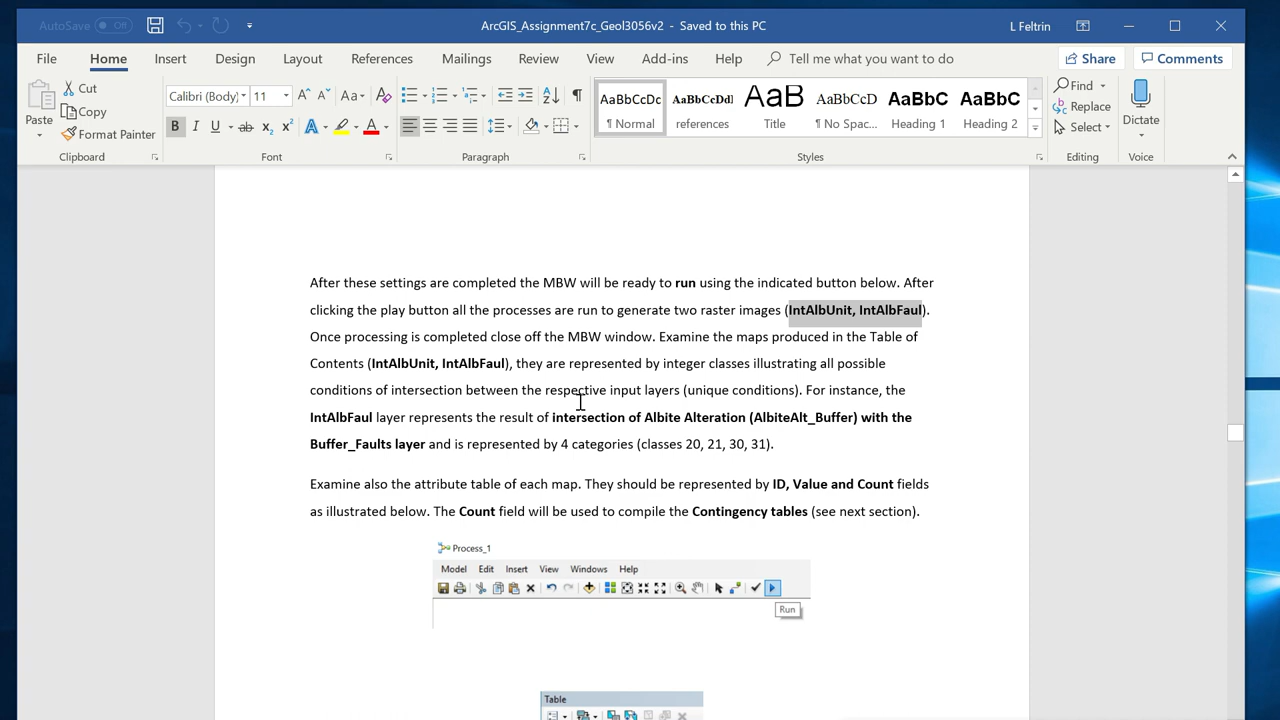 AutoSave Off ArcGIS_Assignment7c_Geol3056v2 - Saved to this PC L Feltrin
File Home Insert Design Layout References Mailings Review View Add-ins Help Tell me what you want to do Share Comments
Paste Cut Copy Format Painter
Calibri (Body) 11
AaBbCcDc AaBbCcDdI AaB AaBbCcD AaBbC AaBbCcD
¶ Normal references Title ¶ No Spac... Heading 1 Heading 2
Find Replace Select Dictate
Clipboard Font Paragraph Styles Editing Voice
After these settings are completed the MBW will be ready to run using the indicated button below. After
clicking the play button all the processes are run to generate two raster images (IntAlbUnit, IntAlbFaul).
Once processing is completed close off the MBW window. Examine the maps produced in the Table of
Contents (IntAlbUnit, IntAlbFaul), they are represented by integer classes illustrating all possible
conditions of intersection between the respective input layers (unique conditions). For instance, the
IntAlbFaul layer represents the result of intersection of Albite Alteration (AlbiteAlt_Buffer) with the
Buffer_Faults layer and is represented by 4 categories (classes 20, 21, 30, 31).
Examine also the attribute table of each map. They should be represented by ID, Value and Count fields
as illustrated below. The Count field will be used to compile the Contingency tables (see next section).
Process_1
Model Edit Insert View Windows Help
Run
Table